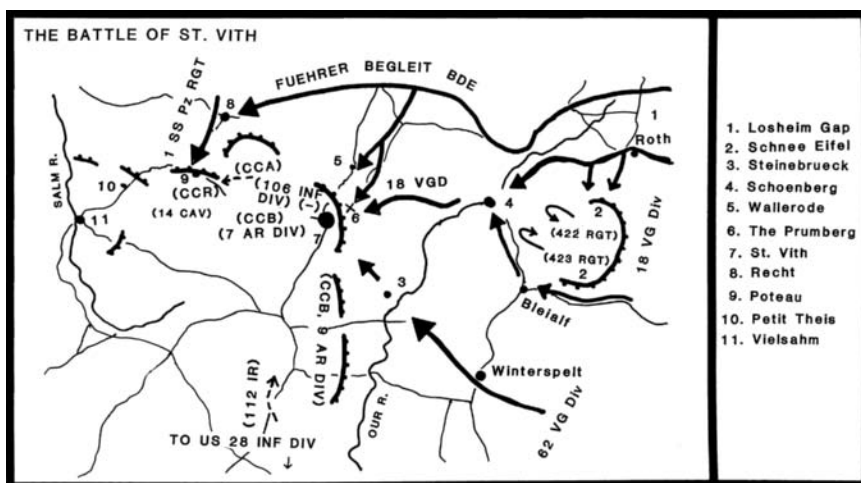 THE BATTLE OF ST. VITH
1 SS Pz RGT
FUEHRER BEGLEIT BDE
8
1
Roth
SALM R.
9
(CCR)
(14 CAV)
10
11
(CCA)
(106 INF
DIV) (-)
(CCB)
(7 AR DIV)
7
5
6
18 VGD
4
2
(422 RGT)
(423 RGT)
2
18 VG Div
3
Bleialf
(CCB, 9 AR DIV)
(112 IR)
OUR R.
Winterspelt
62 VG Div
TO US 28 INF DIV
1. Losheim Gap
2. Schnee Eifel
3. Steinebrueck
4. Schoenberg
5. Wallerode
6. The Prumberg
7. St. Vith
8. Recht
9. Poteau
10. Petit Theis
11. Vielsahm